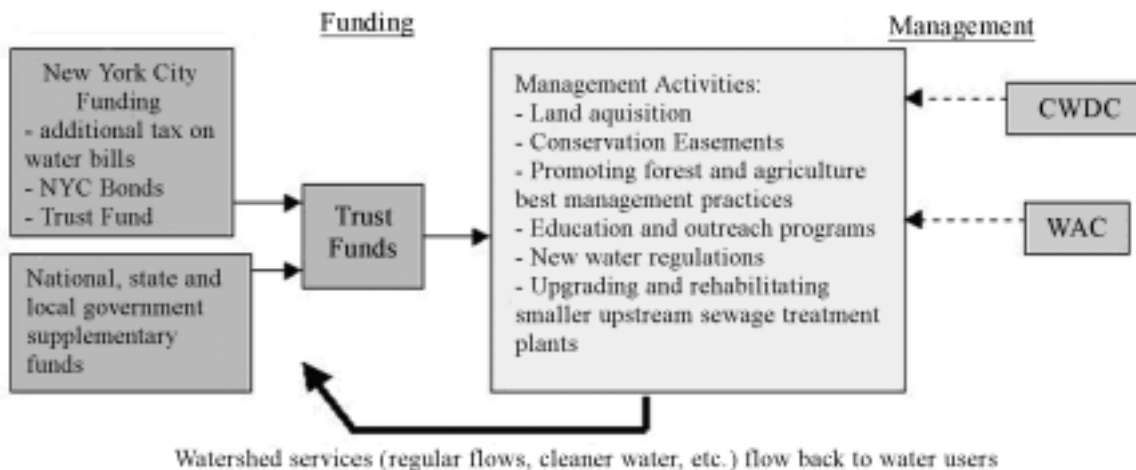 Funding
Management
New York City
Funding
- additional tax on
water bills
- NYC Bonds
- Trust Fund
National, state and
local government
supplementary
funds
Trust
Funds
Management Activities:
- Land aquisition
- Conservation Easements
- Promoting forest and agriculture
best management practices
- Education and outreach programs
- New water regulations
- Upgrading and rehabilitating
smaller upstream sewage treatment
plants
CWDC
WAC
Watershed services (regular flows, cleaner water, etc.) flow back to water users